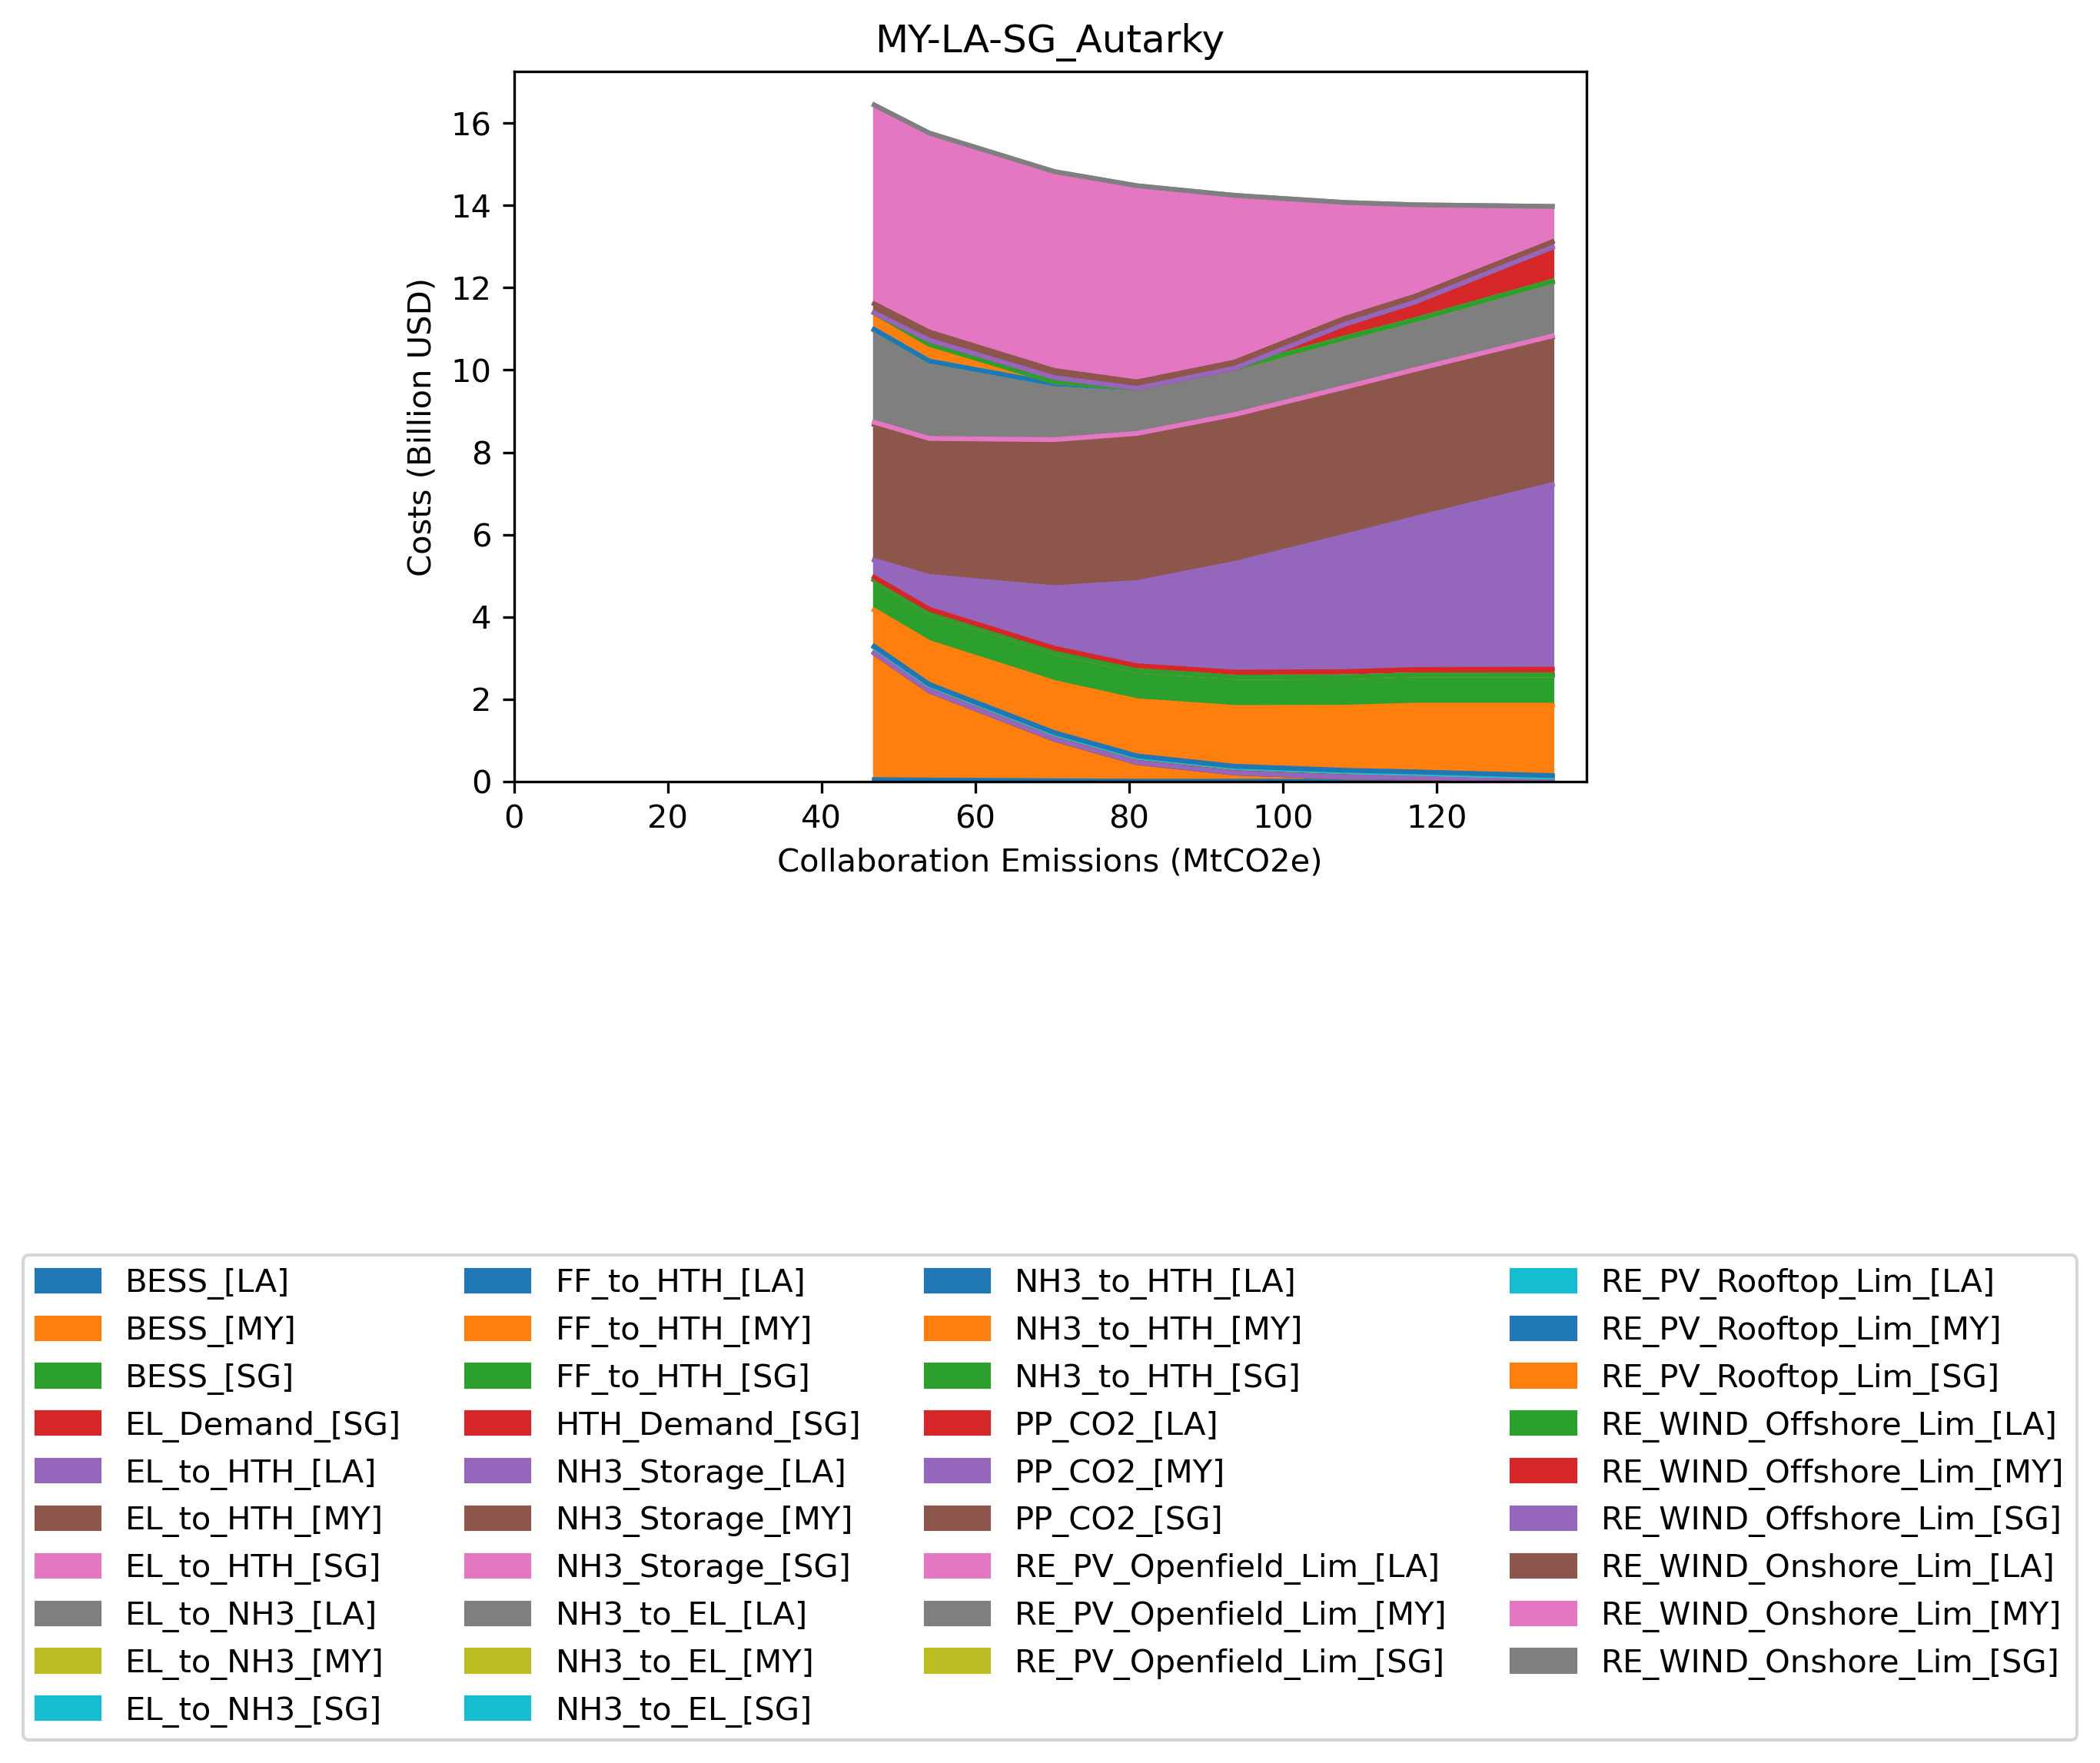 MY-LA-SG_Autarky
Costs (Billion USD)
16
14
12
10
8
6
4
2
0
0 20 40 60 80 100 120
Collaboration Emissions (MtCO2e)
BESS_[LA]
BESS_[MY]
BESS_[SG]
EL_Demand_[SG]
EL_to_HTH_[LA]
EL_to_HTH_[MY]
EL_to_HTH_[SG]
EL_to_NH3_[LA]
EL_to_NH3_[MY]
EL_to_NH3_[SG]
FF_to_HTH_[LA]
FF_to_HTH_[MY]
FF_to_HTH_[SG]
HTH_Demand_[SG]
NH3_Storage_[LA]
NH3_Storage_[MY]
NH3_Storage_[SG]
NH3_to_EL_[LA]
NH3_to_EL_[MY]
NH3_to_EL_[SG]
NH3_to_HTH_[LA]
NH3_to_HTH_[MY]
NH3_to_HTH_[SG]
PP_CO2_[LA]
PP_CO2_[MY]
PP_CO2_[SG]
RE_PV_Openfield_Lim_[LA]
RE_PV_Openfield_Lim_[MY]
RE_PV_Openfield_Lim_[SG]
RE_PV_Rooftop_Lim_[LA]
RE_PV_Rooftop_Lim_[MY]
RE_PV_Rooftop_Lim_[SG]
RE_WIND_Offshore_Lim_[LA]
RE_WIND_Offshore_Lim_[MY]
RE_WIND_Offshore_Lim_[SG]
RE_WIND_Onshore_Lim_[LA]
RE_WIND_Onshore_Lim_[MY]
RE_WIND_Onshore_Lim_[SG]